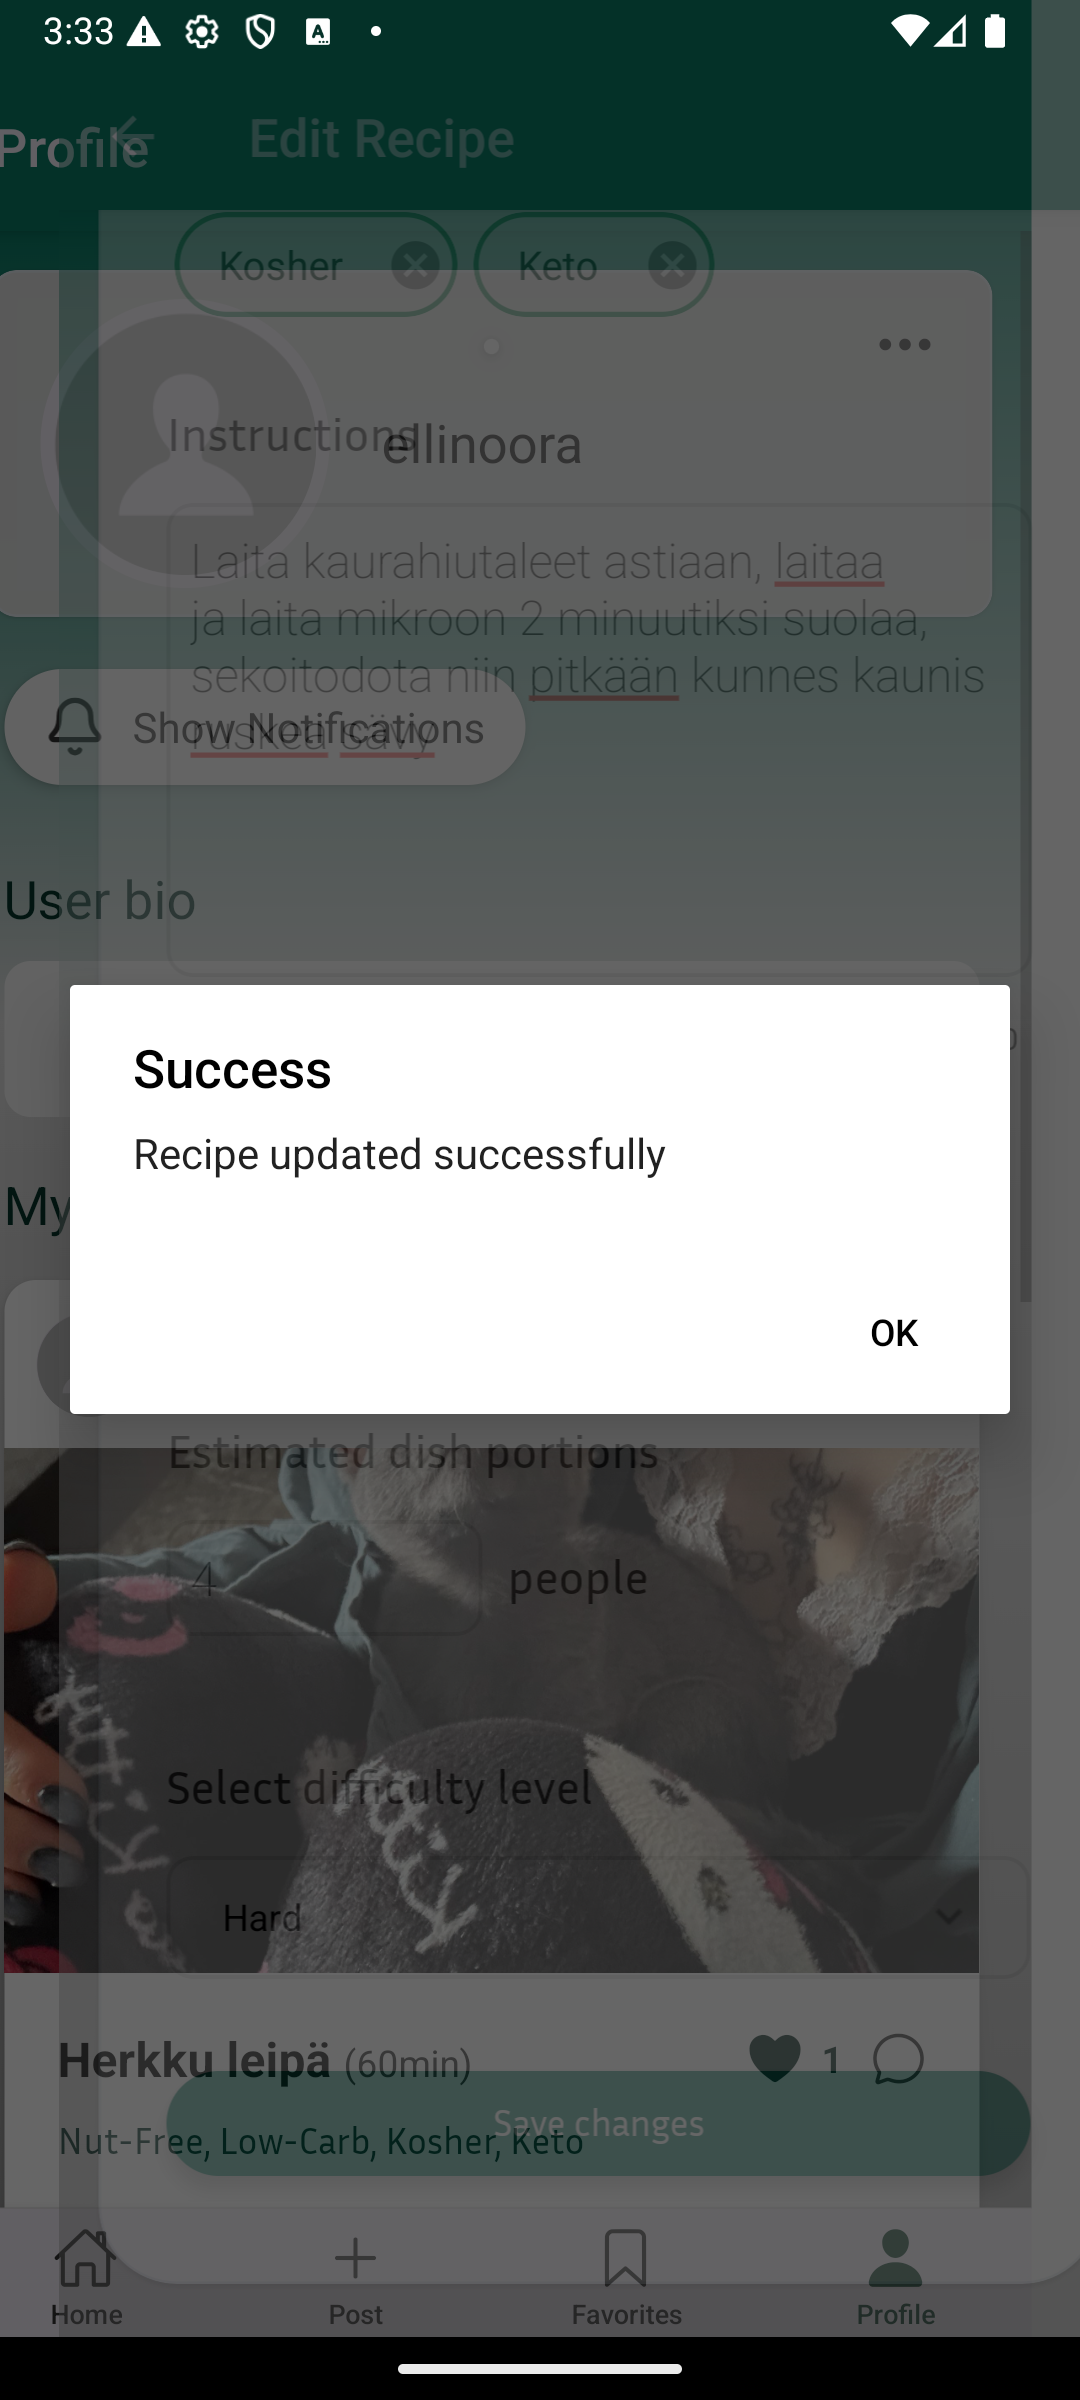 3:33
Profile
Edit Recipe
Kosher
Keto
Instructions
ellinoora
Laita kaurahiutaleet astiaan, laitaa
ja laita mikroon 2 minuutiksi suolaa,
sekoitodota niin pitkään kunnes kaunis
ruskea sävy
Show Notifications
User bio
Success
Recipe updated successfully
My
OK
Estimated dish portions
4
people
Select difficulty level
Hard
Herkku leipä (60min)
1
Save changes
Nut-Free, Low-Carb, Kosher, Keto
Home
Post
Favorites
Profile